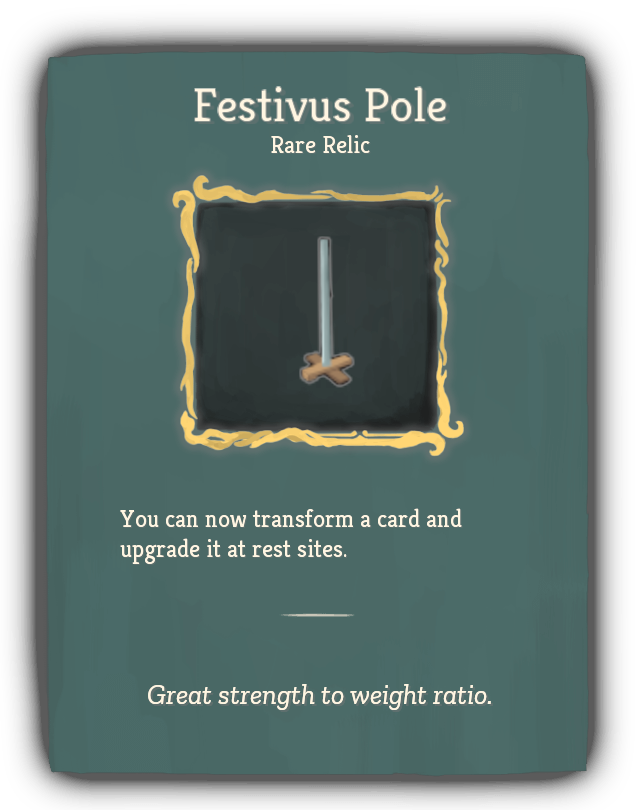 Festivus Pole
Rare Relic
You can now transform a card and
upgrade it at rest sites.
Great strength to weight ratio.